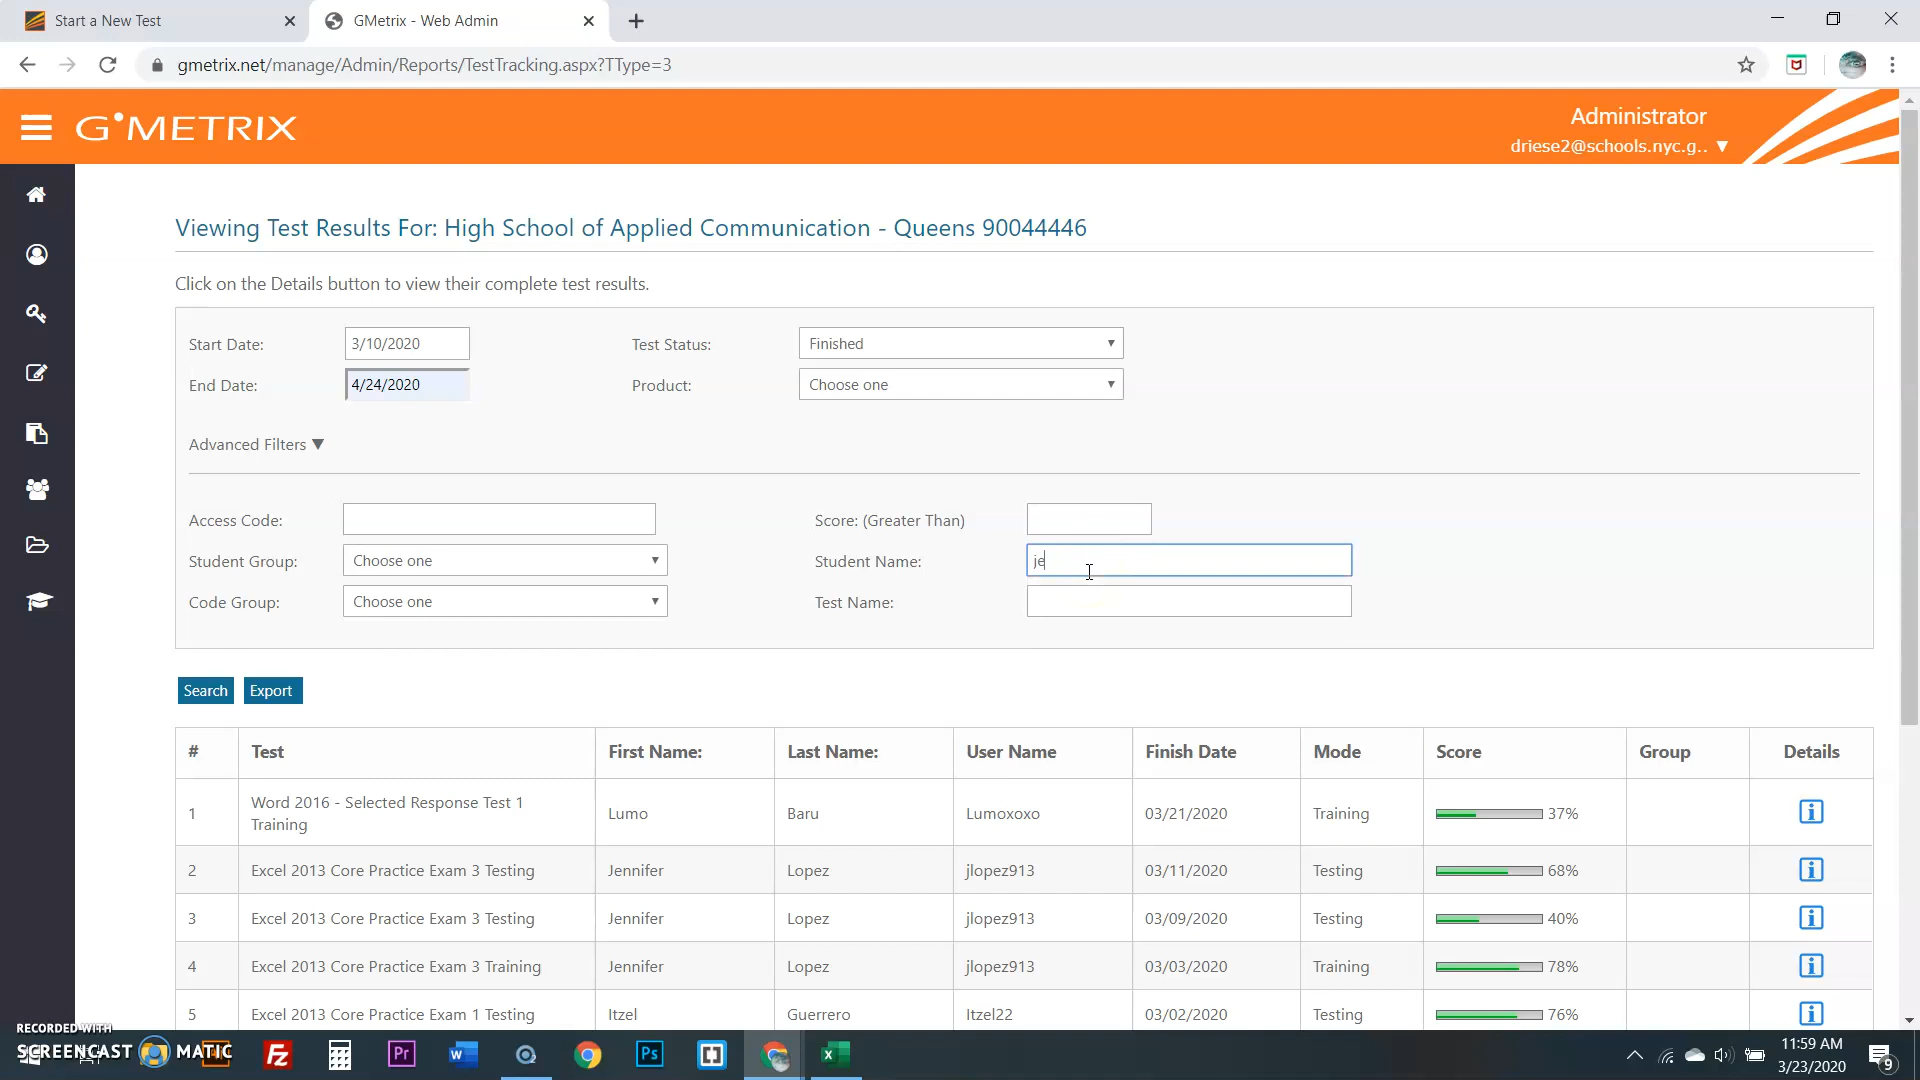 Start a New Test
GMetrix - Web Admin
gmetrix.net/manage/Admin/Reports/TestTracking.aspx?TType=3
GMETRIX
Administrator
driese2@schools.nyc.g.. ▼
Viewing Test Results For: High School of Applied Communication - Queens 90044446
Click on the Details button to view their complete test results.
Start Date: 3/10/2020 Test Status: Finished
End Date: 4/24/2020 Product: Choose one
Advanced Filters ▼
Access Code: Score: (Greater Than)
Student Group: Choose one Student Name: je
Code Group: Choose one Test Name:
Search Export
# Test First Name: Last Name: User Name Finish Date Mode Score Group Details
1 Word 2016 - Selected Response Test 1 Training Lumo Baru Lumoxoxo 03/21/2020 Training 37%
2 Excel 2013 Core Practice Exam 3 Testing Jennifer Lopez jlopez913 03/11/2020 Testing 68%
3 Excel 2013 Core Practice Exam 3 Testing Jennifer Lopez jlopez913 03/09/2020 Testing 40%
4 Excel 2013 Core Practice Exam 3 Training Jennifer Lopez jlopez913 03/03/2020 Training 78%
5 Excel 2013 Core Practice Exam 1 Testing Itzel Guerrero Itzel22 03/02/2020 Testing 76%
RECORDED WITH
SCREENCAST MATIC
Fz
Pr
W
Ps
X
11:59 AM
3/23/2020
9